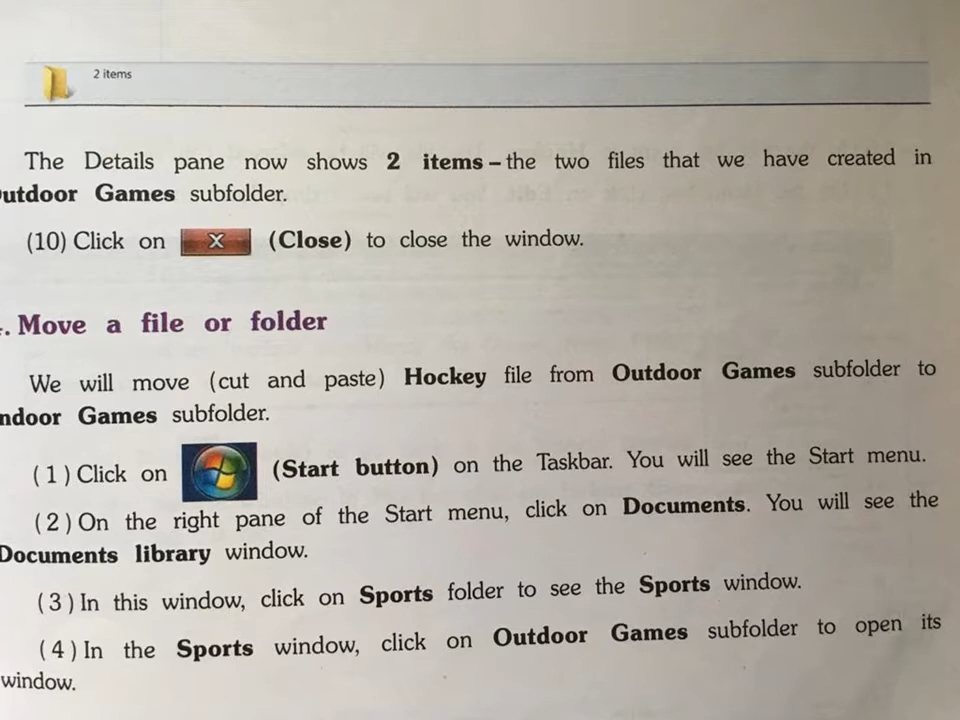 2 items
The Details pane now shows 2 items – the two files that we have created in
utdoor Games subfolder.
(10) Click on X (Close) to close the window.
. Move a file or folder
We will move (cut and paste) Hockey file from Outdoor Games subfolder to
ndoor Games subfolder.
(1) Click on (Start button) on the Taskbar. You will see the Start menu.
(2) On the right pane of the Start menu, click on Documents. You will see the
Documents library window.
(3) In this window, click on Sports folder to see the Sports window.
(4) In the Sports window, click on Outdoor Games subfolder to open its
window.